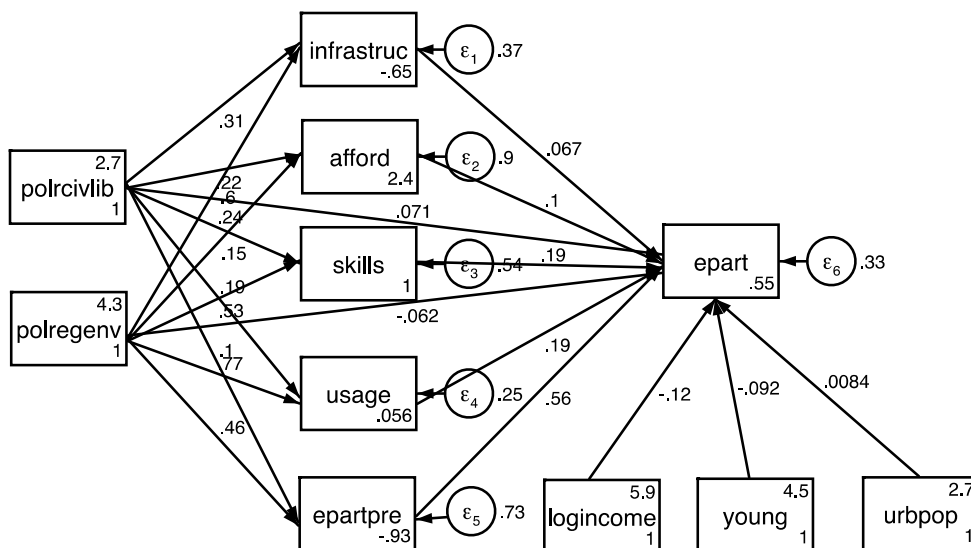 infrastruc
-.65
ε1
.37
.31
.067
2.7
polrcivlib
1
afford
2.4
ε2
.9
.22
.6
.24
.1
.071
.15
skills
1
ε3
.54
.19
epart
.55
ε6
.33
4.3
polregenv
1
.19
.53
-.062
.1
.77
usage
.056
ε4
.25
.19
.56
-.12
-.092
.0084
.46
epartpre
-.93
ε5
.73
5.9
logincome
1
4.5
young
1
2.7
urbpop
1